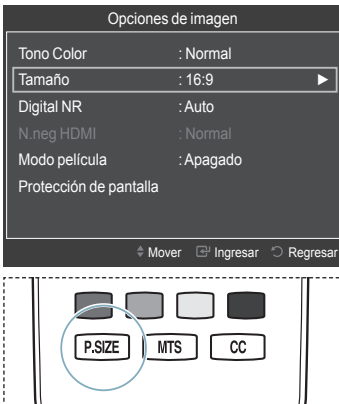 Opciones de imagen
Tono Color : Normal
Tamaño : 16:9 ►
Digital NR : Auto
N.neg HDMI : Normal
Modo película : Apagado
Protección de pantalla
Mover Ingresar Regresar
P.SIZE MTS CC